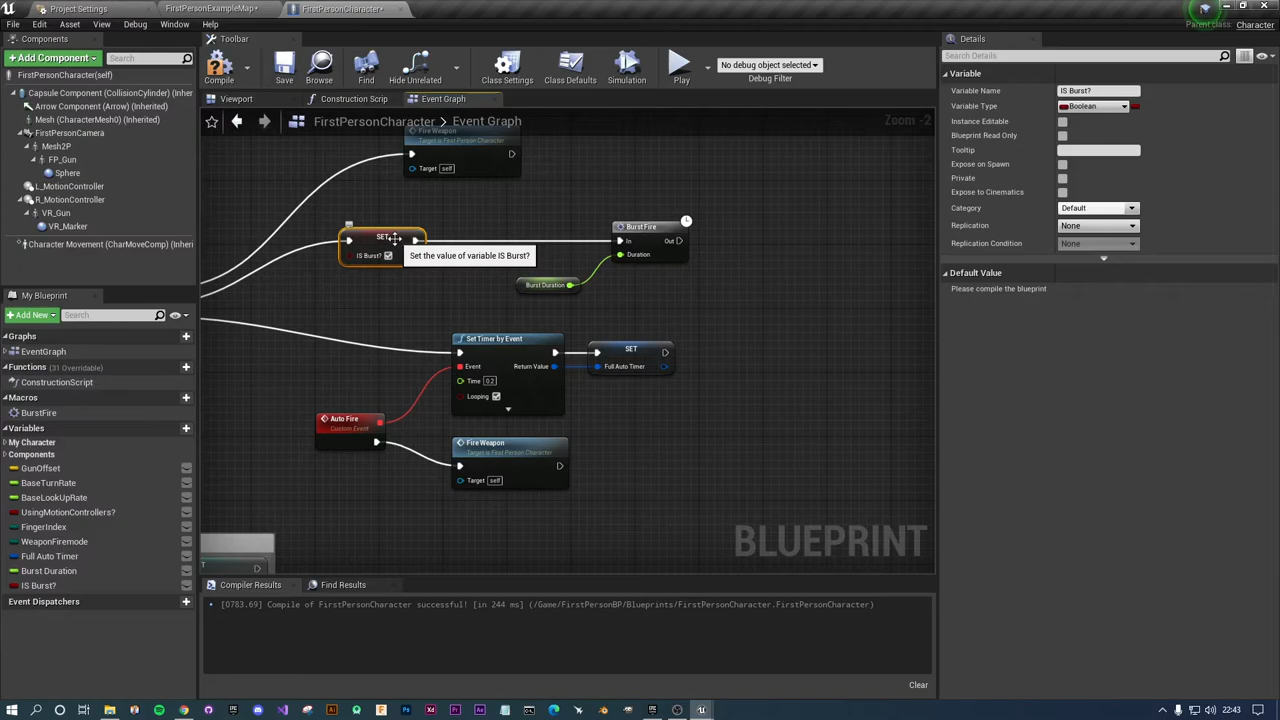 Project Settings
FirstPersonExampleMap*
FirstPersonCharacter*
File Edit Asset View Debug Window Help
Parent class: Character
Components
Toolbar
Details
+ Add Component
Search
Compile
Save
Browse
Find
Hide Unrelated
Class Settings
Class Defaults
Simulation
Play
No debug object selected
Debug Filter
Search Details
FirstPersonCharacter(self)
Capsule Component (CollisionCylinder) (Inher
Arrow Component (Arrow) (Inherited)
Mesh (CharacterMesh0) (Inherited)
FirstPersonCamera
Mesh2P
FP_Gun
Sphere
L_MotionController
R_MotionController
VR_Gun
VR_Marker
Character Movement (CharMoveComp) (Inheri
Viewport
Construction Scrip
Event Graph
FirstPersonCharacter > Event Graph
Zoom -2
Fire Weapon
Target is First Person Character
Target self
SET
IS Burst?
Set the value of variable IS Burst?
BurstFire
In Out
Duration
Burst Duration
Set Timer by Event
Event Return Value
Time 0.2
Looping
SET
Full Auto Timer
Auto Fire
Custom Event
Fire Weapon
Target is First Person Character
Target self
T
BLUEPRINT
My Blueprint
+ Add New
Search
Graphs
EventGraph
Functions (31 Overridable)
ConstructionScript
Macros
BurstFire
Variables
My Character
Components
GunOffset
BaseTurnRate
BaseLookUpRate
UsingMotionControllers?
FingerIndex
WeaponFiremode
Full Auto Timer
Burst Duration
IS Burst?
Event Dispatchers
Compiler Results
Find Results
[0783.69] Compile of FirstPersonCharacter successful! [in 244 ms] (/Game/FirstPersonBP/Blueprints/FirstPersonCharacter.FirstPersonCharacter)
Clear
Variable
Variable Name IS Burst?
Variable Type Boolean
Instance Editable
Blueprint Read Only
Tooltip
Expose on Spawn
Private
Expose to Cinematics
Category Default
Replication None
Replication Condition None
Default Value
Please compile the blueprint
22:43